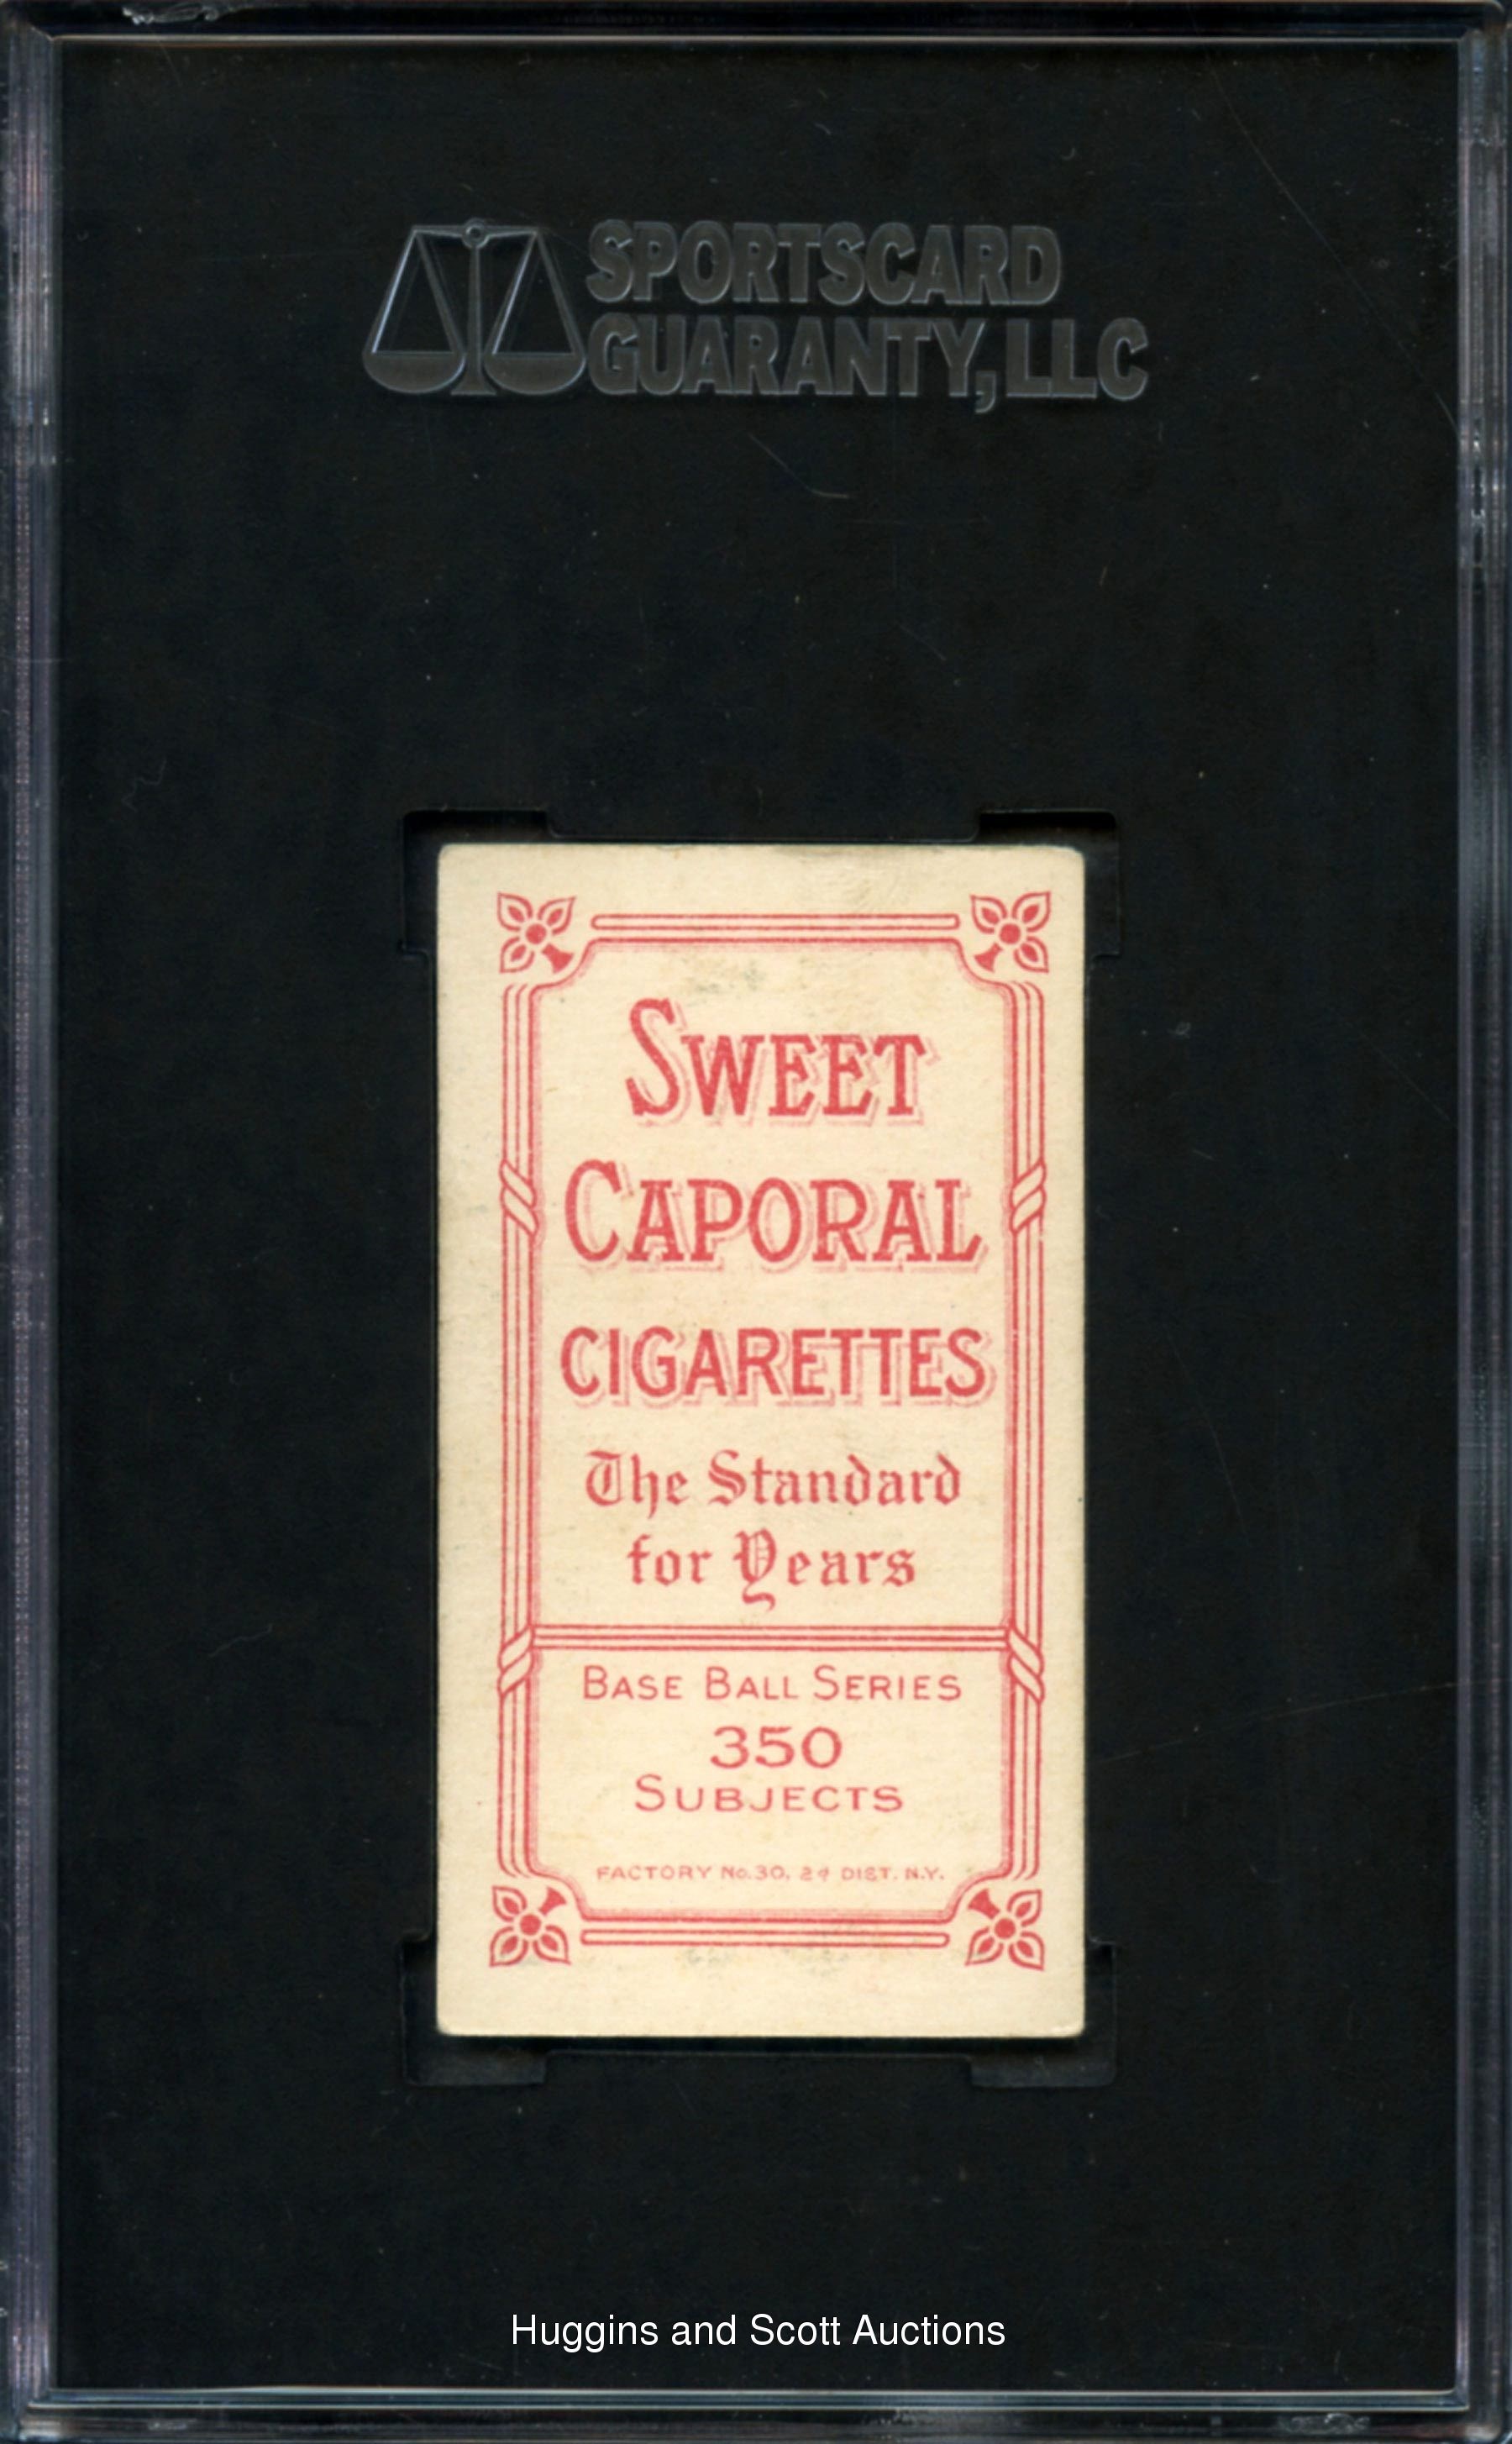 SPORTSCARD
GUARANTY, LLC
SWEET
CAPORAL
CIGARETTES
The Standard
for Years
BASE BALL SERIES
350
SUBJECTS
FACTORY No. 30, 2d DIST. N.Y.
Huggins and Scott Auctions